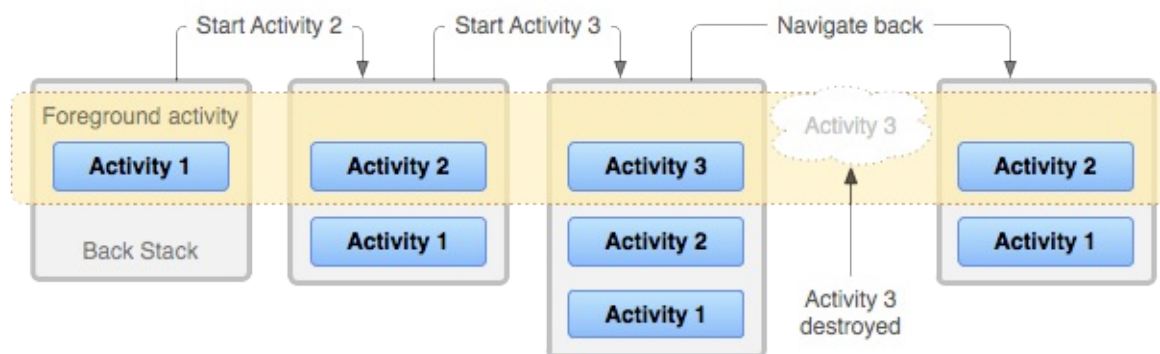 Start Activity 2
Start Activity 3
Navigate back
Foreground activity
Activity 1
Back Stack
Activity 2
Activity 1
Activity 3
Activity 2
Activity 1
Activity 3
Activity 3
destroyed
Activity 2
Activity 1